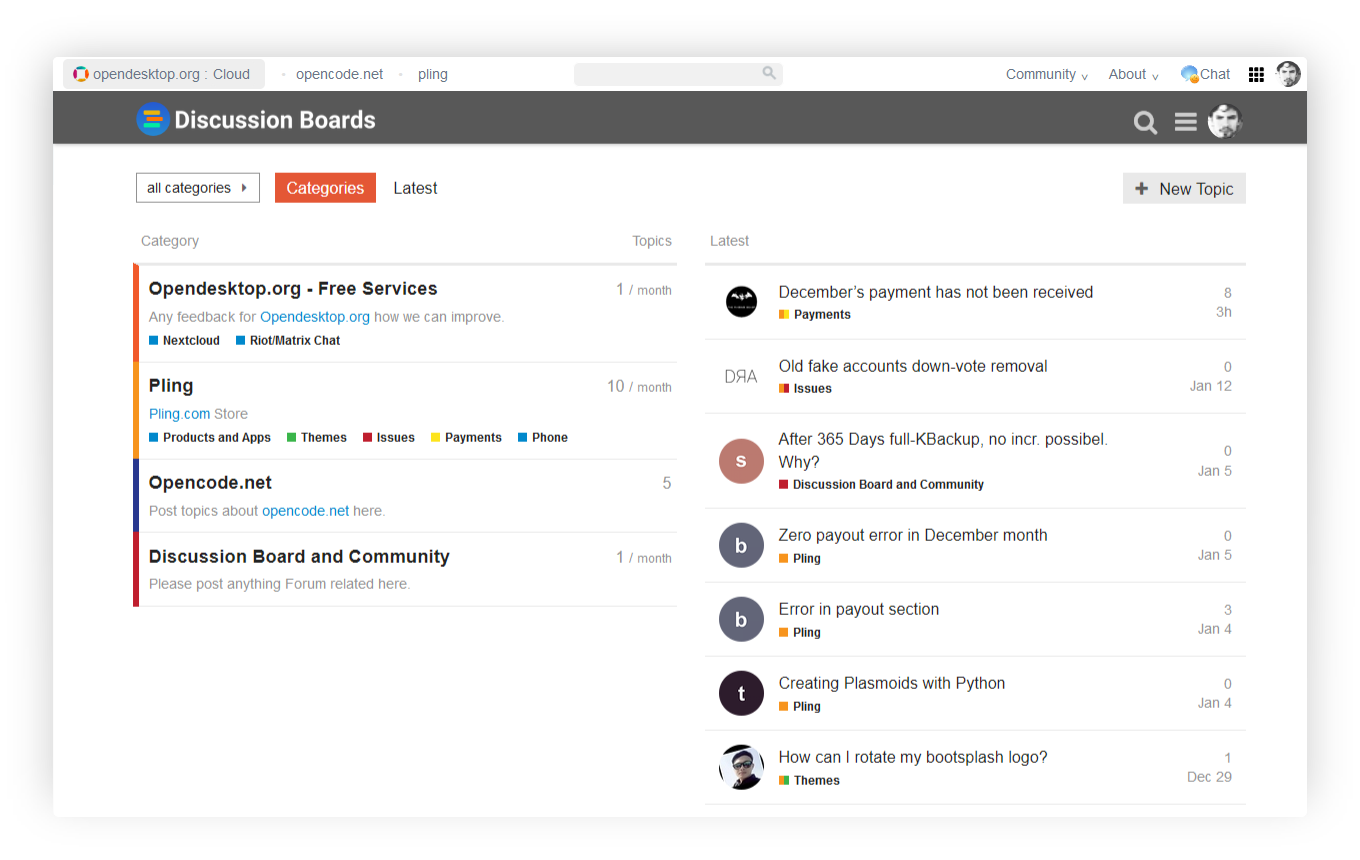 opendesktop.org : Cloud
opencode.net
pling
Community
About
Chat
Discussion Boards
all categories
Categories
Latest
New Topic
Category
Topics
Opendesktop.org - Free Services
1 / month
Any feedback for Opendesktop.org how we can improve.
Nextcloud
Riot/Matrix Chat
Pling
10 / month
Pling.com Store
Products and Apps
Themes
Issues
Payments
Phone
Opencode.net
5
Post topics about opencode.net here.
Discussion Board and Community
1 / month
Please post anything Forum related here.
Latest
December’s payment has not been received
8
Payments
3h
DЯA
Old fake accounts down-vote removal
0
Issues
Jan 12
s
After 365 Days full-KBackup, no incr. possibel.
Why?
0
Discussion Board and Community
Jan 5
b
Zero payout error in December month
0
Pling
Jan 5
b
Error in payout section
3
Pling
Jan 4
t
Creating Plasmoids with Python
0
Pling
Jan 4
How can I rotate my bootsplash logo?
1
Themes
Dec 29